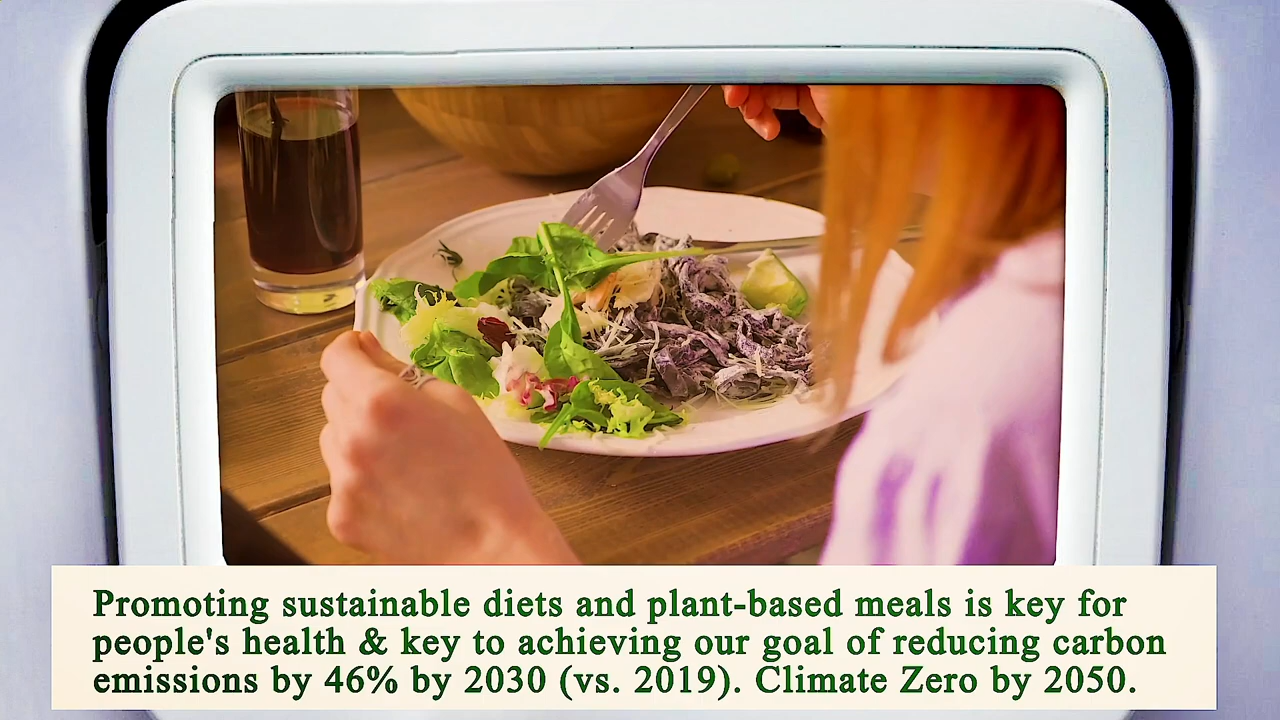 Promoting sustainable diets and plant-based meals is key for
people's health & key to achieving our goal of reducing carbon
emissions by 46% by 2030 (vs. 2019). Climate Zero by 2050.